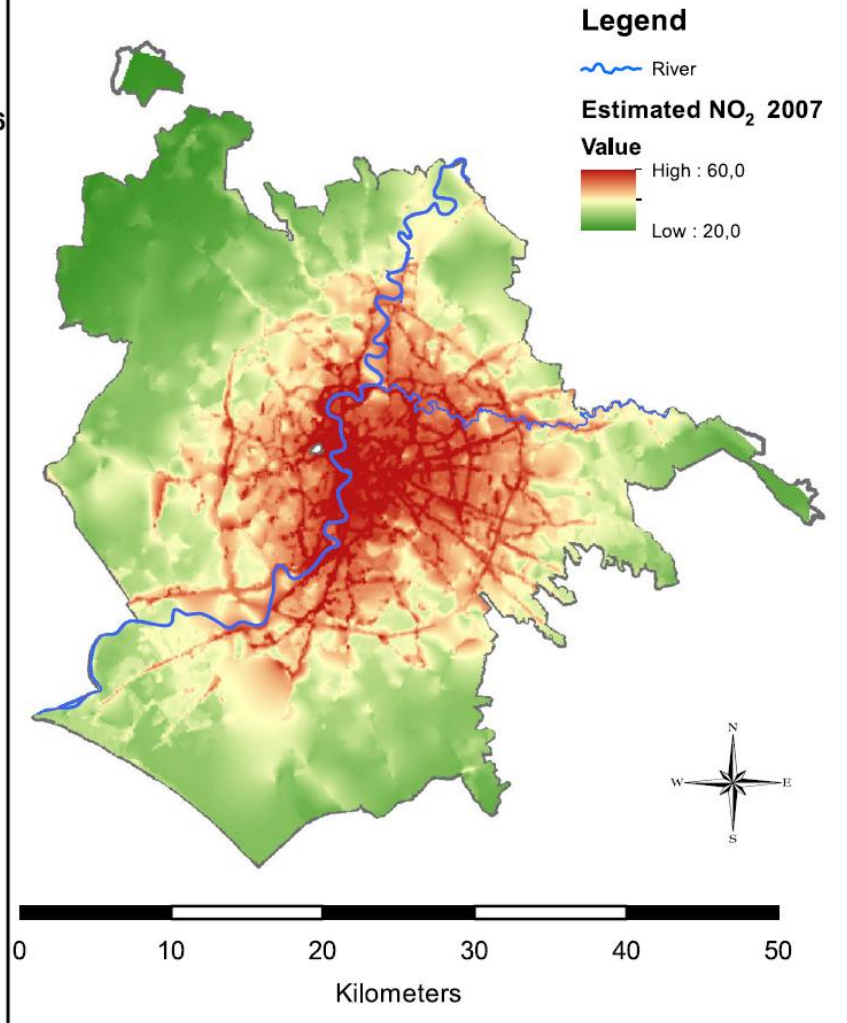 Legend
River
Estimated NO2 2007
Value
High : 60,0
Low : 20,0
6
N
W E
S
0 10 20 30 40 50
Kilometers